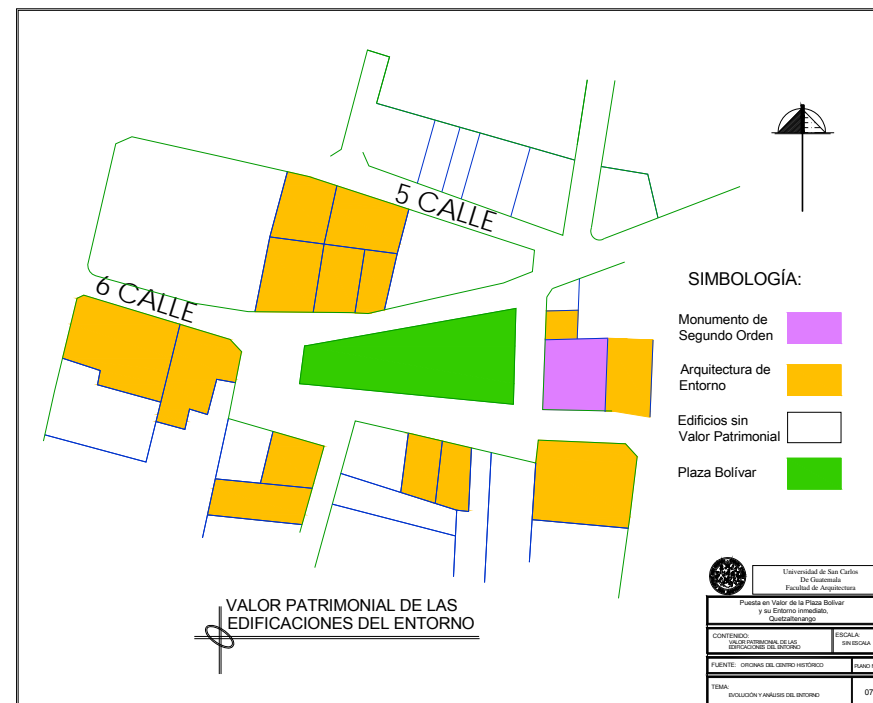 5 CALLE
6 CALLE
SIMBOLOGÍA:
Monumento de
Segundo Orden
Arquitectura de
Entorno
Edificios sin
Valor Patrimonial
Plaza Bolívar
VALOR PATRIMONIAL DE LAS
EDIFICACIONES DEL ENTORNO
Universidad de San Carlos
De Guatemala
Facultad de Arquitectura
Puesta en Valor de la Plaza Bolívar
y su Entorno inmediato,
Quetzaltenango
CONTENIDO:
VALOR PATRIMONIAL DE LAS
EDIFICACIONES DEL ENTORNO
ESCALA:
SIN ESCALA
FUENTE: OFICINAS DEL CENTRO HISTÓRICO
PLANO
TEMA:
EVOLUCIÓN Y ANÁLISIS DEL ENTORNO
07